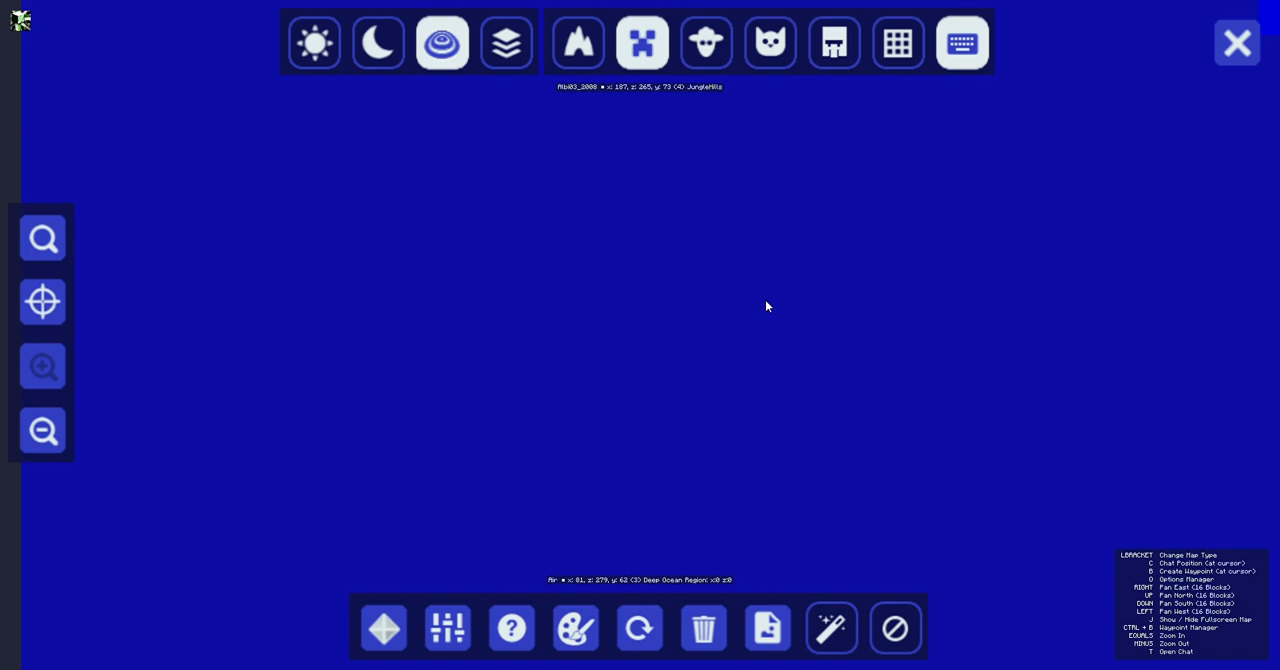 Albi03_2008 ▪ x: 187, z: 265, y: 73 (4) JungleHills
Air ▪ x: 81, z: 279, y: 62 (3) Deep Ocean Region: x:0 z:0
LBRACKET Change Map Type
C Chat Position (at cursor)
B Create Waypoint (at cursor)
O Options Manager
RIGHT Pan East (16 Blocks)
UP Pan North (16 Blocks)
DOWN Pan South (16 Blocks)
LEFT Pan West (16 Blocks)
J Show / Hide Fullscreen Map
CTRL + B Waypoint Manager
EQUALS Zoom In
MINUS Zoom Out
T Open Chat